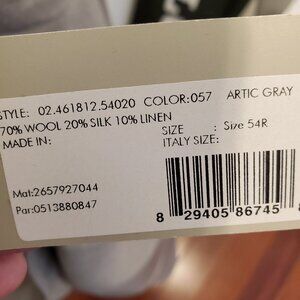 STYLE: 02.461812.54020 COLOR:057 ARTIC GRAY
70% WOOL 20% SILK 10% LINEN
MADE IN: SIZE : Size 54R
ITALY SIZE:
Mat:2657927044
Par:0513880847
8 29405 86745 8